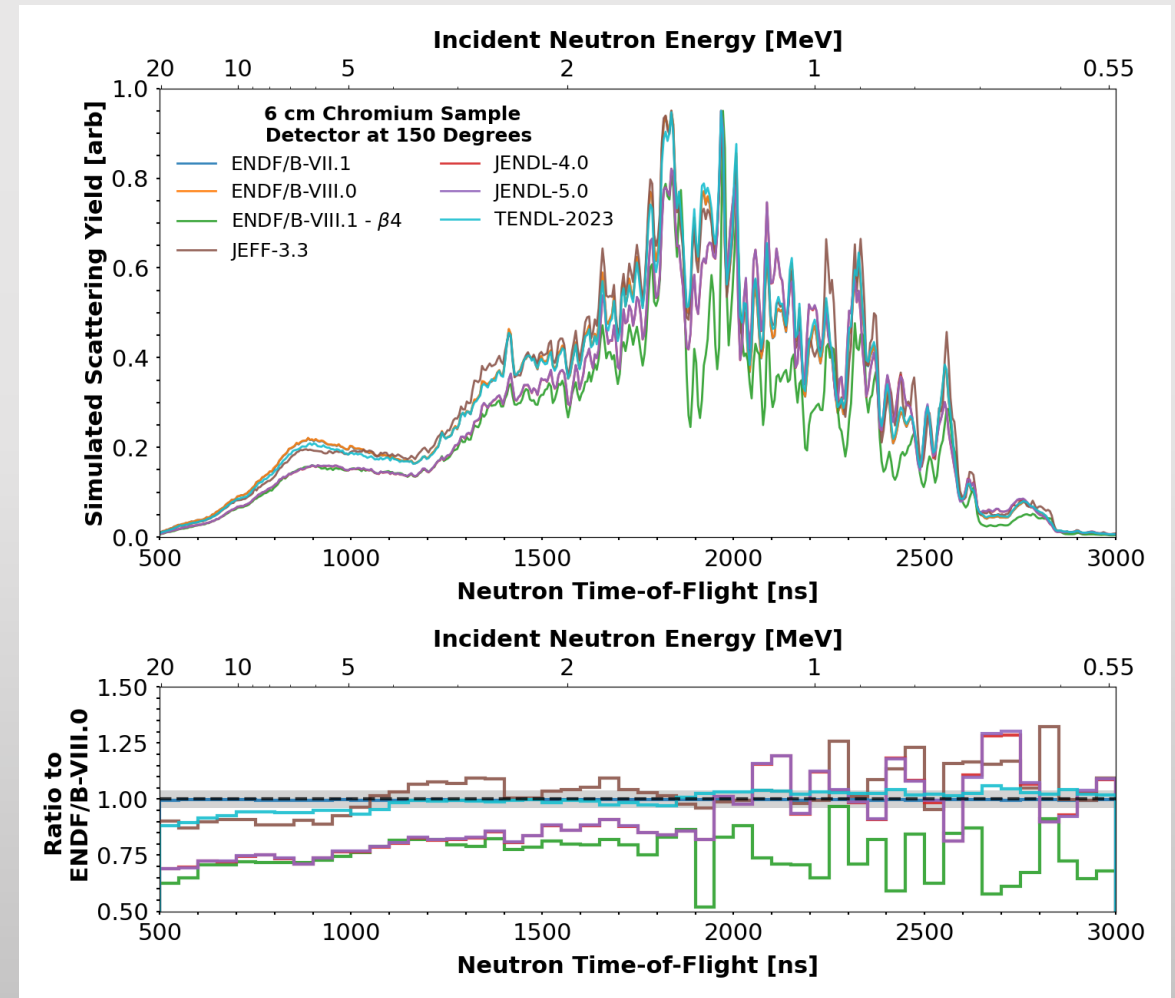 Incident Neutron Energy [MeV]
20 10 5 2 1 0.55
1.0
0.8
0.6
0.4
0.2
0.0
Simulated Scattering Yield [arb]
6 cm Chromium Sample
Detector at 150 Degrees
ENDF/B-VII.1
ENDF/B-VIII.0
ENDF/B-VIII.1 - β4
JEFF-3.3
JENDL-4.0
JENDL-5.0
TENDL-2023
500 1000 1500 2000 2500 3000
Neutron Time-of-Flight [ns]
Incident Neutron Energy [MeV]
20 10 5 2 1 0.55
1.50
1.25
1.00
0.75
0.50
Ratio to
ENDF/B-VIII.0
500 1000 1500 2000 2500 3000
Neutron Time-of-Flight [ns]